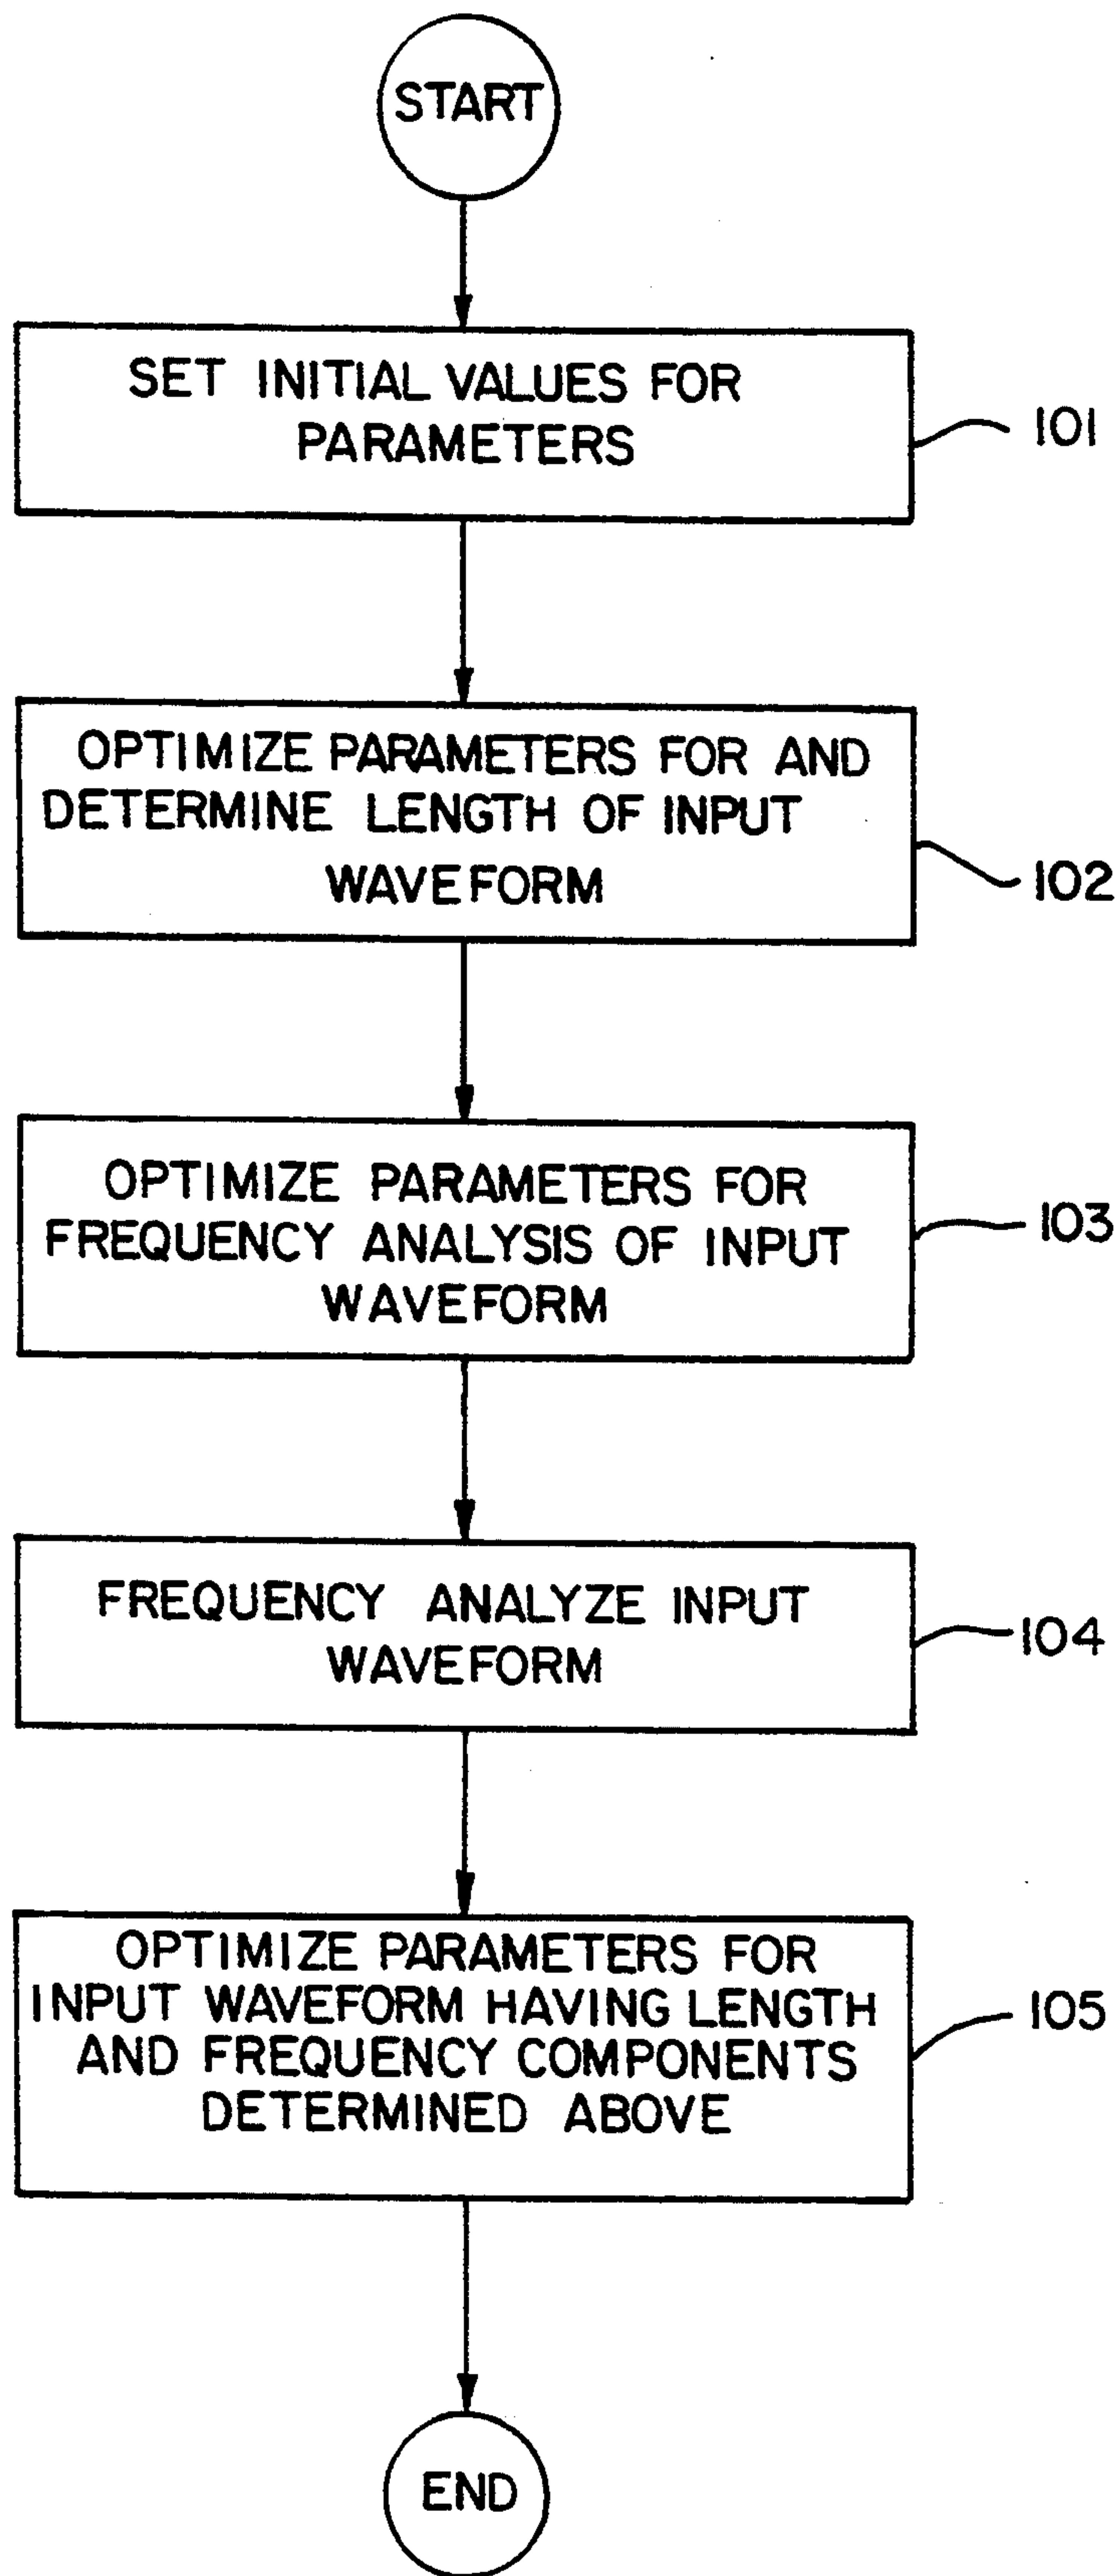 START
SET INITIAL VALUES FOR
PARAMETERS
101
OPTIMIZE PARAMETERS FOR AND
DETERMINE LENGTH OF INPUT
WAVEFORM
102
OPTIMIZE PARAMETERS FOR
FREQUENCY ANALYSIS OF INPUT
WAVEFORM
103
FREQUENCY ANALYZE INPUT
WAVEFORM
104
OPTIMIZE PARAMETERS FOR
INPUT WAVEFORM HAVING LENGTH
AND FREQUENCY COMPONENTS
DETERMINED ABOVE
105
END